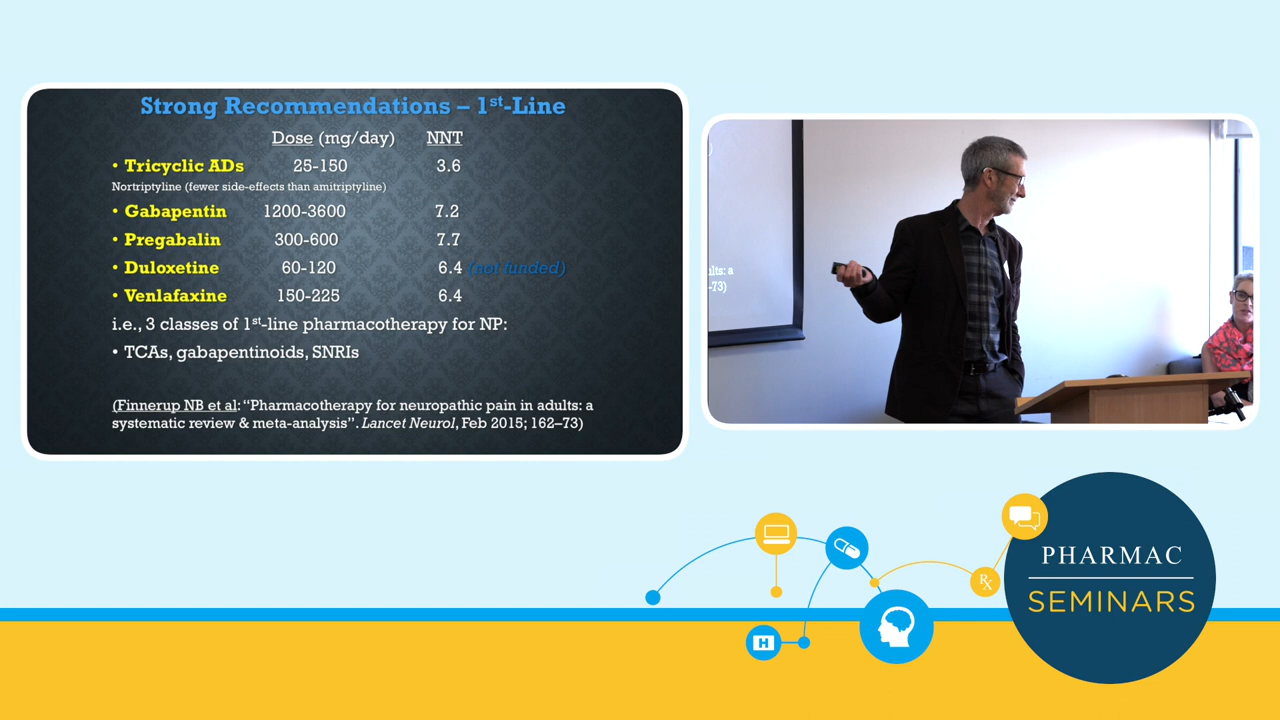 Strong Recommendations – 1st-Line
Dose (mg/day) NNT
• Tricyclic ADs 25-150 3.6
Nortriptyline (fewer side-effects than amitriptyline)
• Gabapentin 1200-3600 7.2
• Pregabalin 300-600 7.7
• Duloxetine 60-120 6.4 (not funded)
• Venlafaxine 150-225 6.4
i.e., 3 classes of 1st-line pharmacotherapy for NP:
• TCAs, gabapentinoids, SNRIs
(Finnerup NB et al: “Pharmacotherapy for neuropathic pain in adults: a
systematic review & meta-analysis”. Lancet Neurol, Feb 2015; 162–73)
)
ults: a
-73)
H
Rx
PHARMAC
SEMINARS